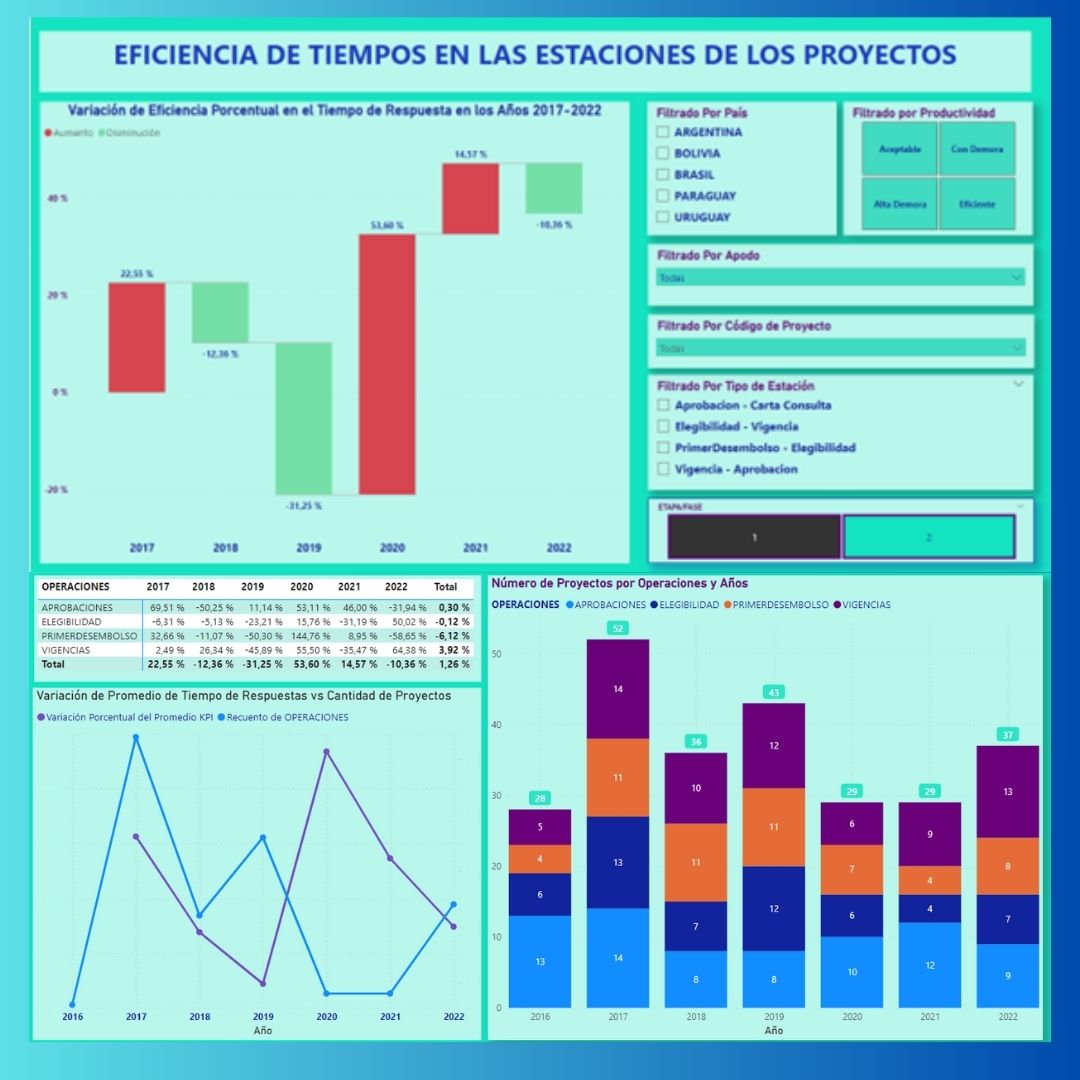 EFICIENCIA DE TIEMPOS EN LAS ESTACIONES DE LOS PROYECTOS
Variación de Eficiencia Porcentual en el Tiempo de Respuesta en los Años 2017-2022
Aumento Disminución
40 %
20 %
0 %
-20 %
22,55 %
-12,36 %
-31,25 %
53,60 %
14,57 %
-10,36 %
2017 2018 2019 2020 2021 2022
Filtrado Por País
ARGENTINA
BOLIVIA
BRASIL
PARAGUAY
URUGUAY
Filtrado por Productividad
Aceptable Con Demora
Alta Demora Eficiente
Filtrado Por Apodo
Todas
Filtrado Por Código de Proyecto
Todas
Filtrado Por Tipo de Estación
Aprobacion - Carta Consulta
Elegibilidad - Vigencia
PrimerDesembolso - Elegibilidad
Vigencia - Aprobacion
ETAPA/FASE
1 2
OPERACIONES 2017 2018 2019 2020 2021 2022 Total
APROBACIONES 69,51 % -50,25 % 11,14 % 53,11 % 46,00 % -31,94 % 0,30 %
ELEGIBILIDAD -6,31 % -5,13 % -23,21 % 15,76 % -31,19 % 50,02 % -0,12 %
PRIMERDESEMBOLSO 32,66 % -11,07 % -50,30 % 144,76 % 8,95 % -58,65 % -6,12 %
VIGENCIAS 2,49 % 26,34 % -45,89 % 55,50 % -35,47 % 64,38 % 3,92 %
Total 22,55 % -12,36 % -31,25 % 53,60 % 14,57 % -10,36 % 1,26 %
Variación de Promedio de Tiempo de Respuestas vs Cantidad de Proyectos
Variación Porcentual del Promedio KPI Recuento de OPERACIONES
2016 2017 2018 2019 2020 2021 2022
Año
Número de Proyectos por Operaciones y Años
OPERACIONES APROBACIONES ELEGIBILIDAD PRIMERDESEMBOLSO VIGENCIAS
50
40
30
20
10
0
28
5
4
6
13
52
14
11
13
14
36
10
11
7
8
43
12
11
12
8
29
6
7
6
10
29
9
4
4
12
37
13
8
7
9
2016 2017 2018 2019 2020 2021 2022
Año